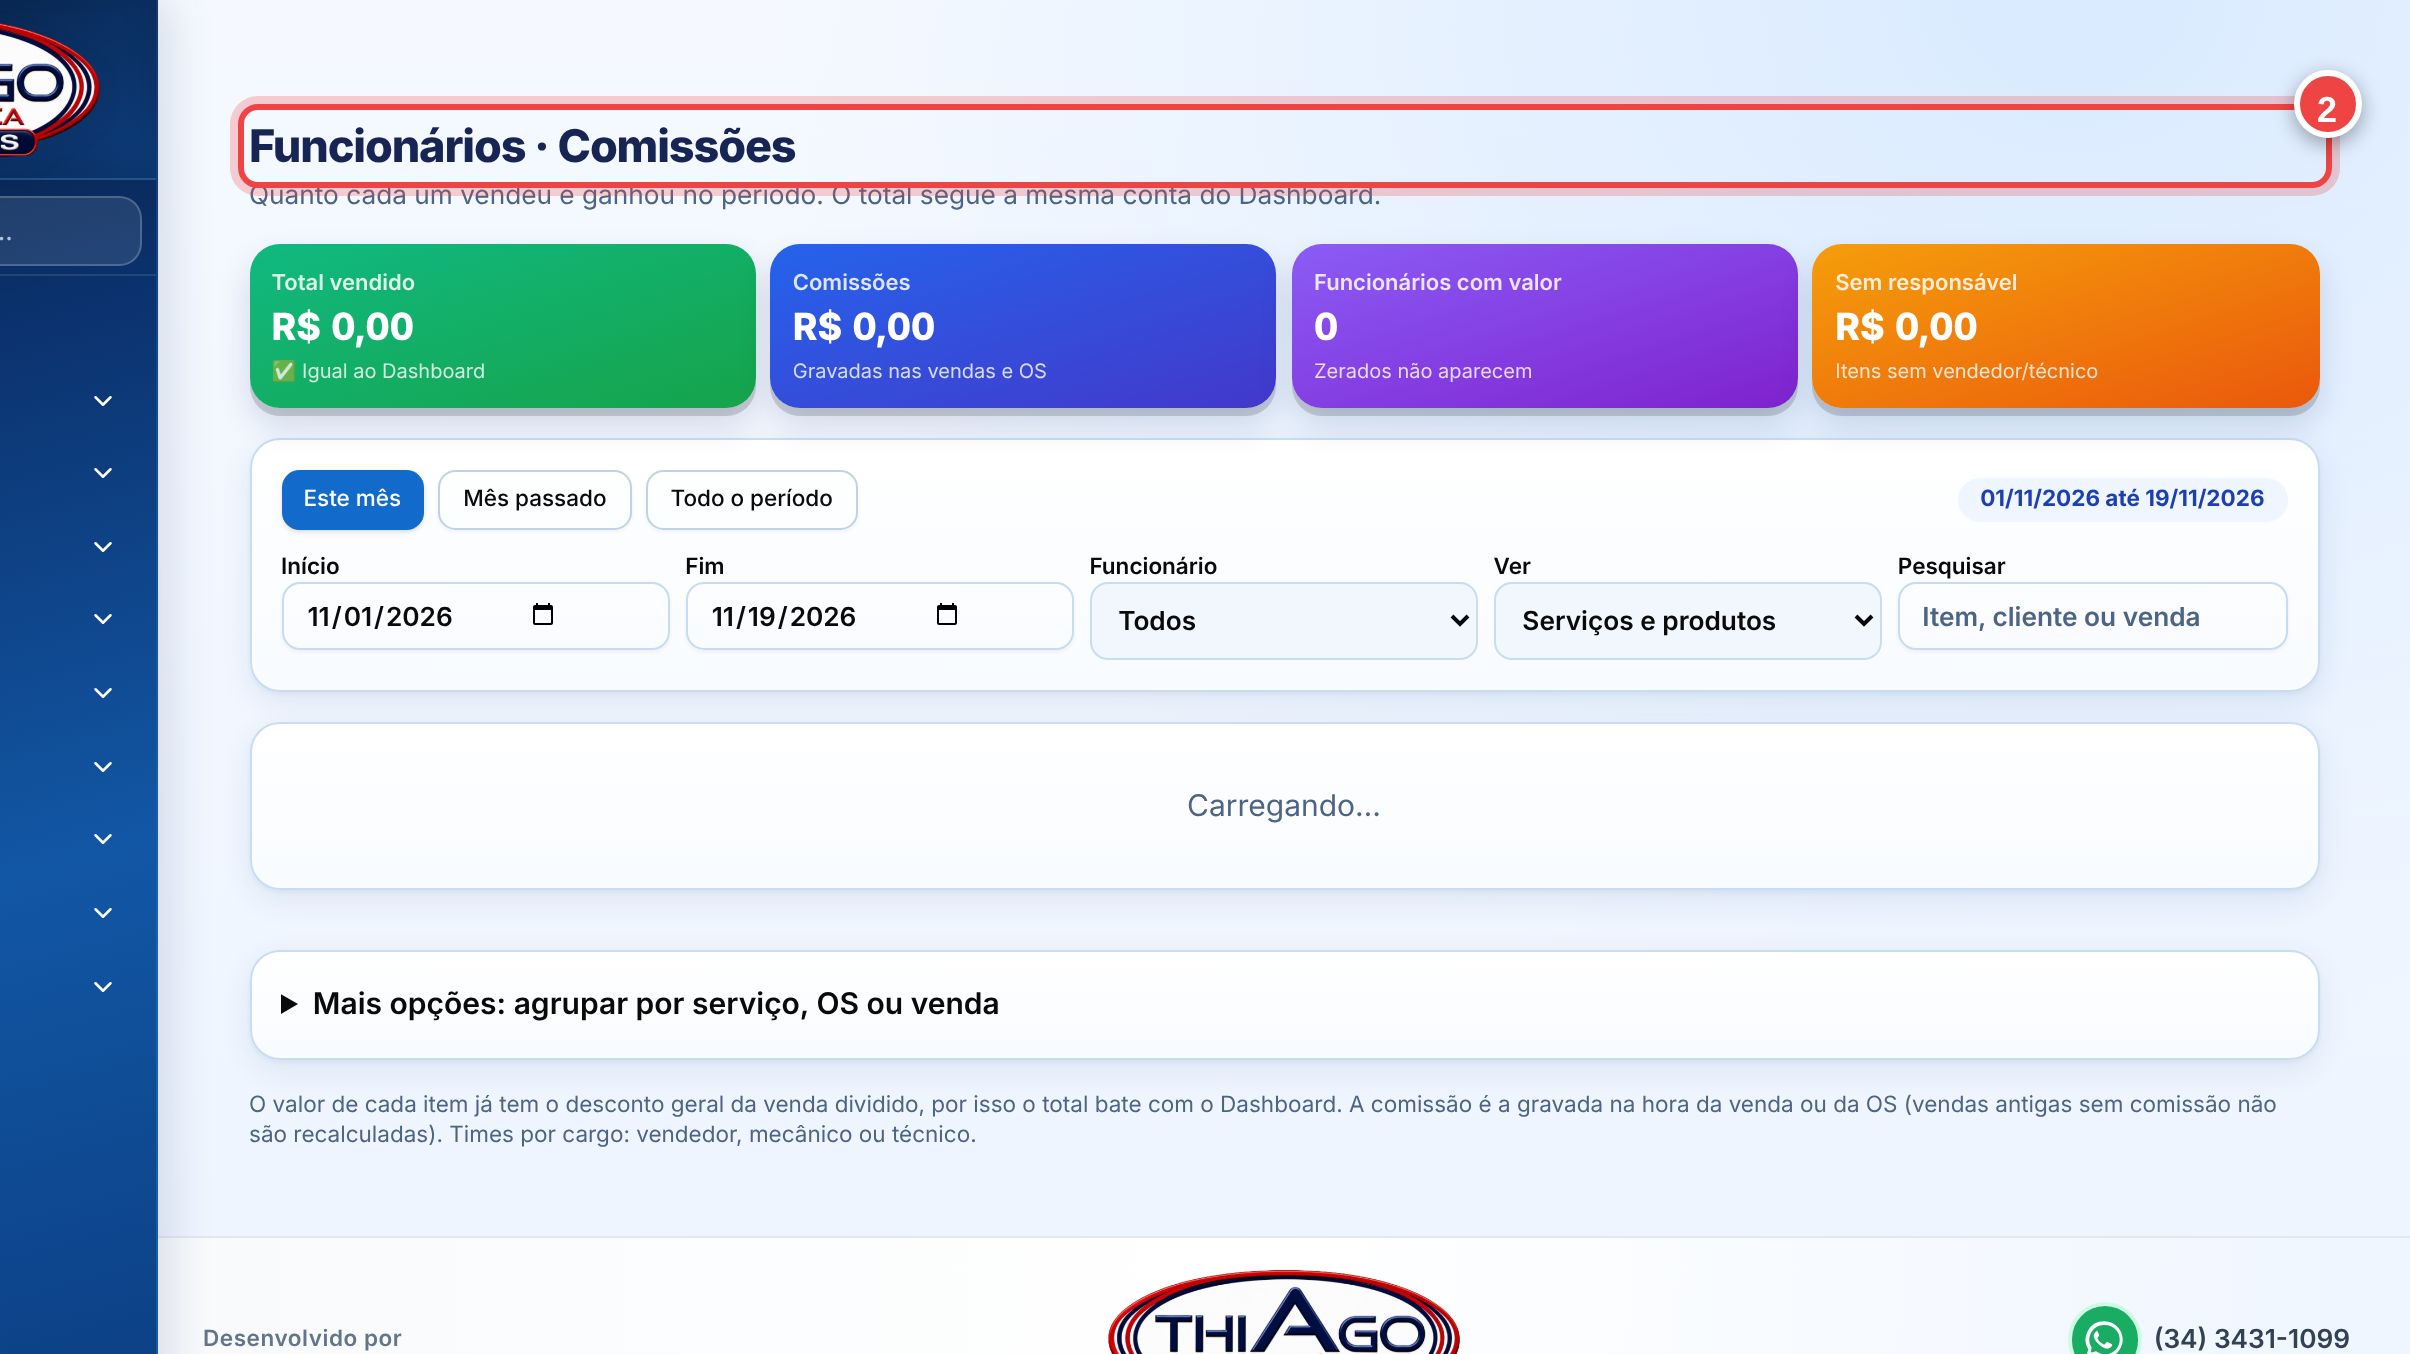 GO
S
..
2
Funcionários · Comissões
Quanto cada um vendeu e ganhou no período. O total segue a mesma conta do Dashboard.
Total vendido
R$ 0,00
✅ Igual ao Dashboard
Comissões
R$ 0,00
Gravadas nas vendas e OS
Funcionários com valor
0
Zerados não aparecem
Sem responsável
R$ 0,00
Itens sem vendedor/técnico
Este mês
Mês passado
Todo o período
01/11/2026 até 19/11/2026
Início
Fim
Funcionário
Ver
Pesquisar
11/01/2026
11/19/2026
Todos
Serviços e produtos
Item, cliente ou venda
Carregando...
Mais opções: agrupar por serviço, OS ou venda
O valor de cada item já tem o desconto geral da venda dividido, por isso o total bate com o Dashboard. A comissão é a gravada na hora da venda ou da OS (vendas antigas sem comissão não
são recalculadas). Times por cargo: vendedor, mecânico ou técnico.
Desenvolvido por
THIAGO
(34) 3431-1099